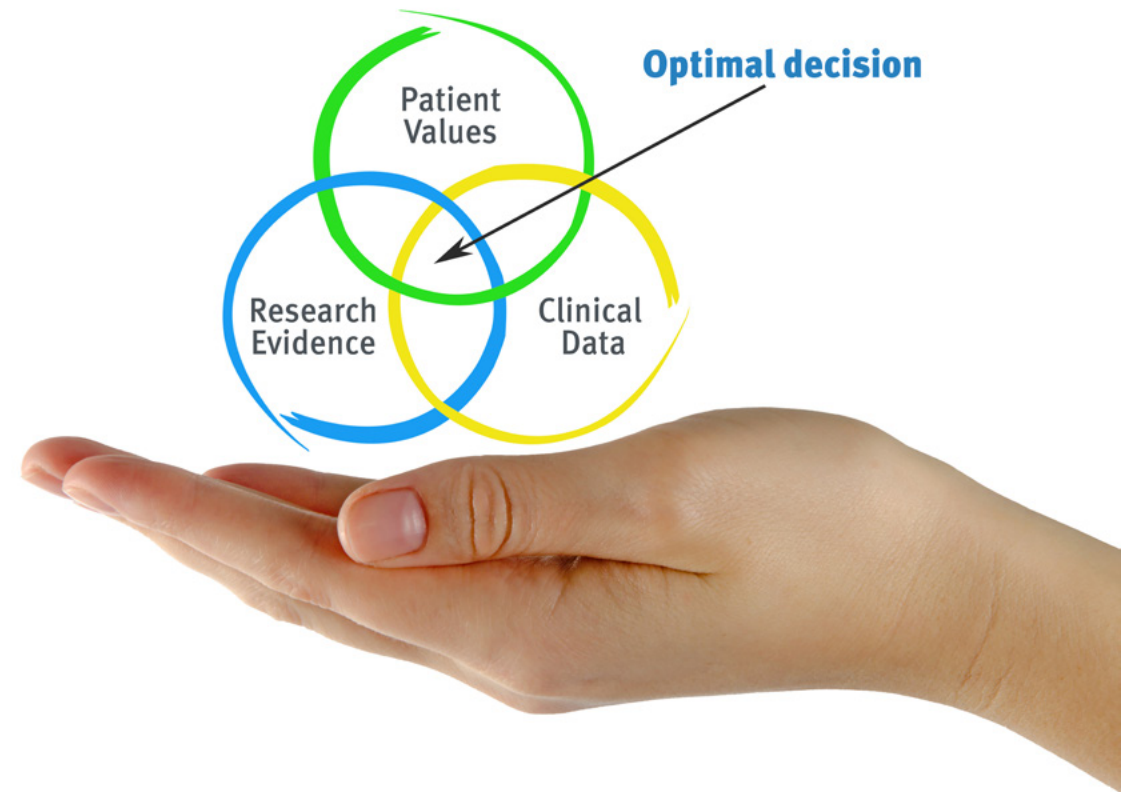 Optimal decision
Patient
Values
Research
Evidence
Clinical
Data